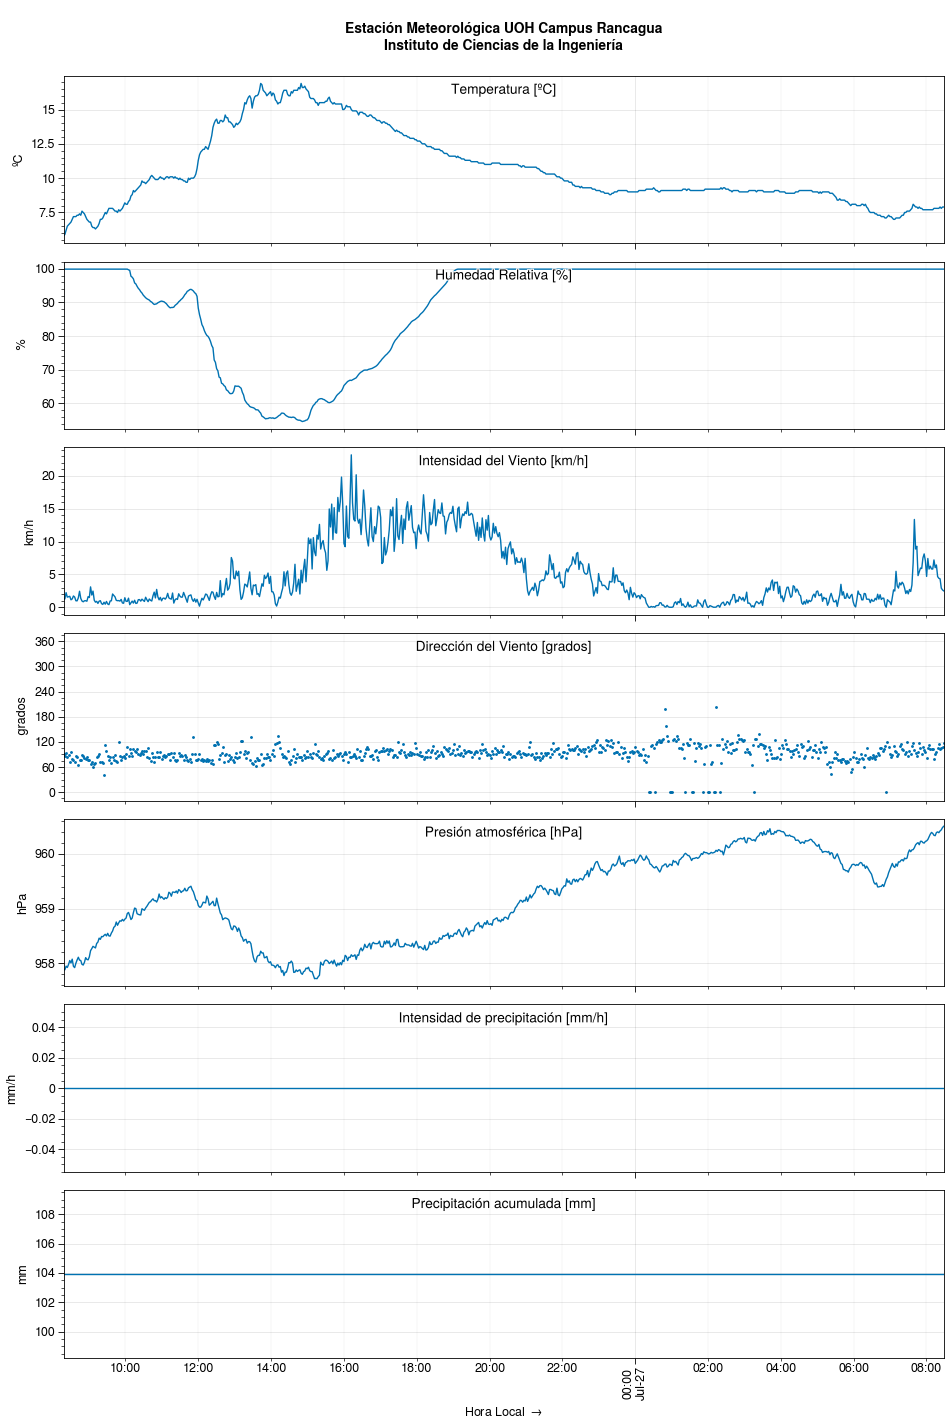 Estación Meteorológica UOH Campus Rancagua
Instituto de Ciencias de la Ingeniería
Temperatura [ºC]
ºC
15
12.5
10
7.5
Humedad Relativa [%]
%
100
90
80
70
60
Intensidad del Viento [km/h]
km/h
20
15
10
5
0
Dirección del Viento [grados]
grados
360
300
240
180
120
60
0
Presión atmosférica [hPa]
hPa
960
959
958
Intensidad de precipitación [mm/h]
mm/h
0.04
0.02
0
−0.02
−0.04
Precipitación acumulada [mm]
mm
108
106
104
102
100
10:00 12:00 14:00 16:00 18:00 20:00 22:00 00:00 02:00 04:00 06:00 08:00
Jul-27
Hora Local →